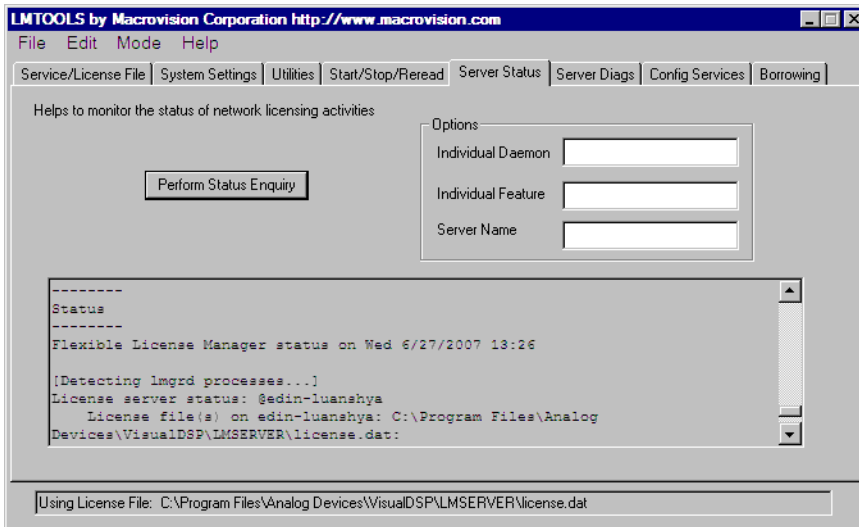 LMTOOLS by Macrovision Corporation http://www.macrovision.com
File Edit Mode Help
Service/License File System Settings Utilities Start/Stop/Reread Server Status Server Diags Config Services Borrowing
Helps to monitor the status of network licensing activities
Options
Individual Daemon
Perform Status Enquiry
Individual Feature
Server Name
--------
Status
--------
Flexible License Manager status on Wed 6/27/2007 13:26
[Detecting lmgrd processes...]
License server status: @edin-luanshya
License file(s) on edin-luanshya: C:\Program Files\Analog
Devices\VisualDSP\LMSERVER\license.dat:
Using License File: C:\Program Files\Analog Devices\VisualDSP\LMSERVER\license.dat